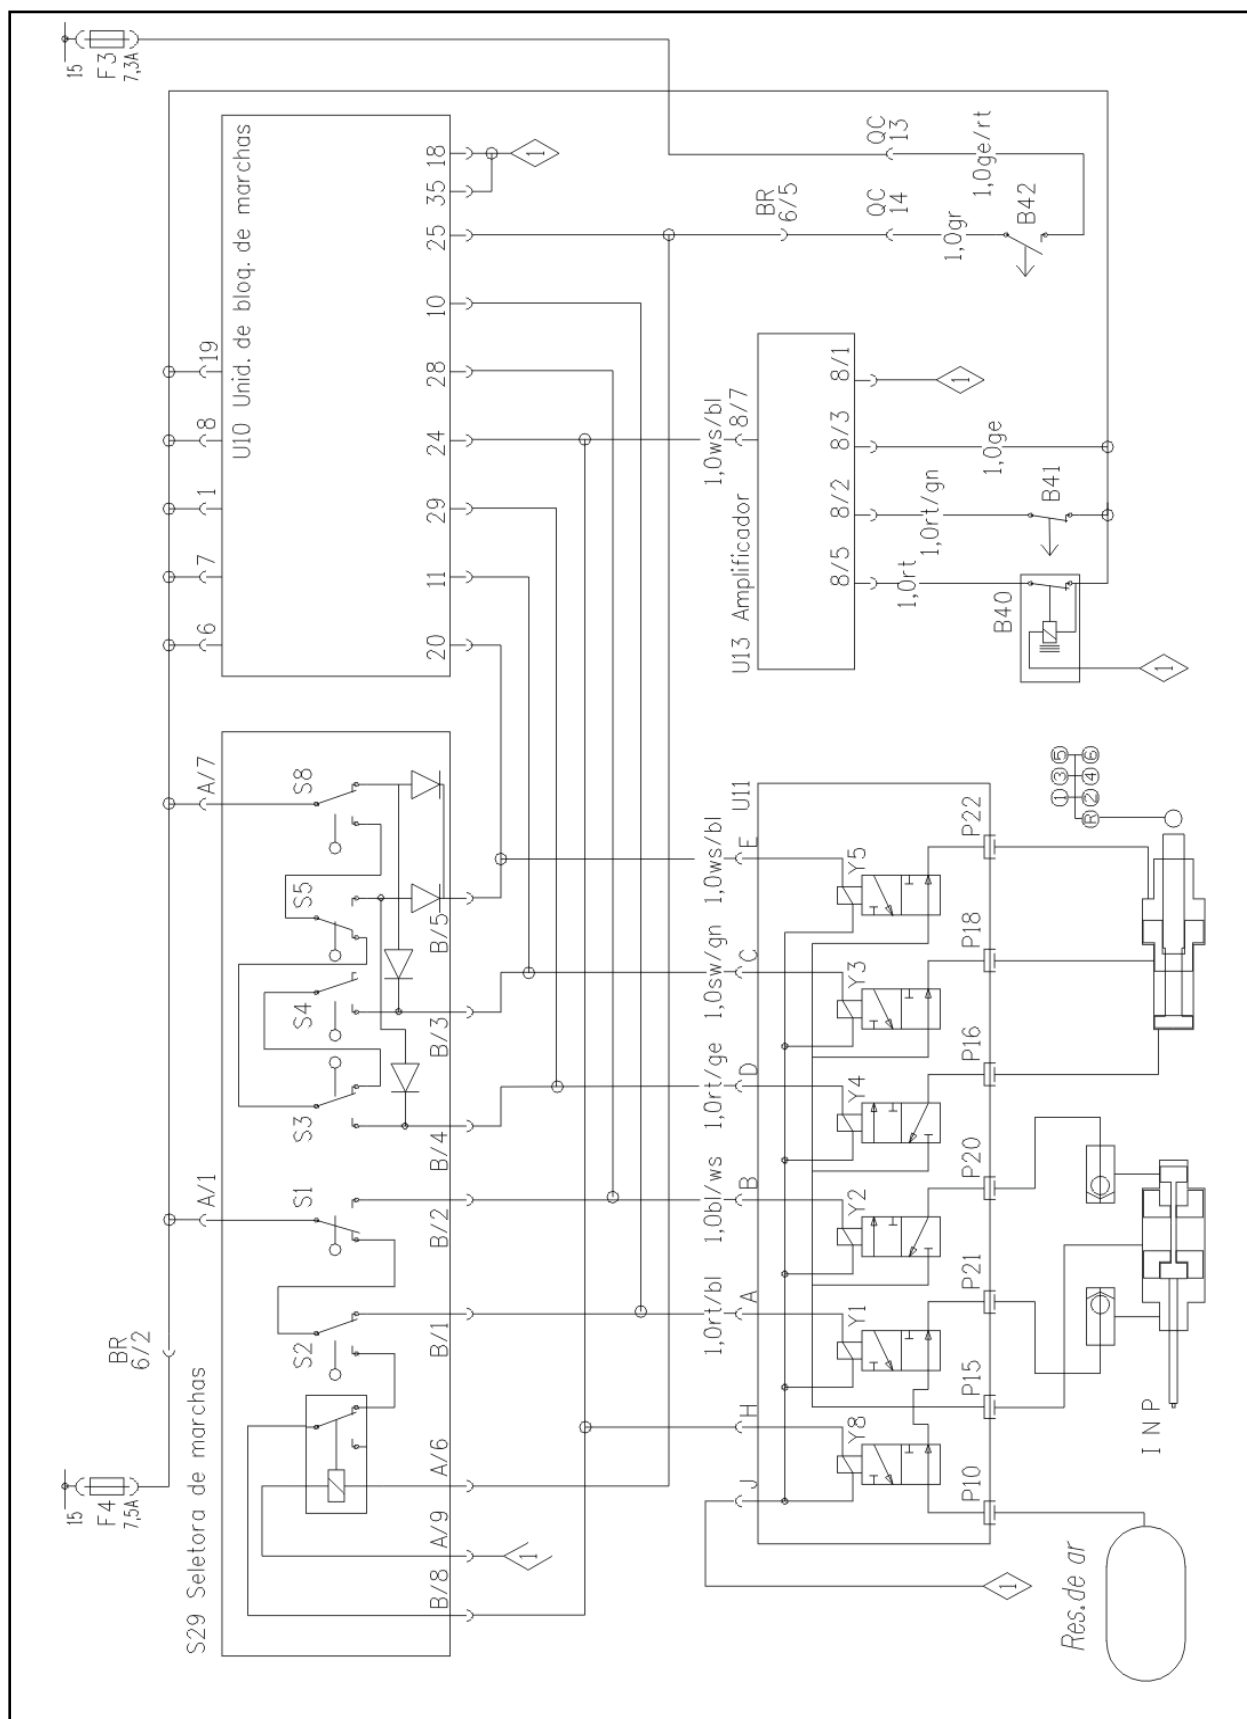 15
F3
7,3A
U10 Unid. de bloq. de marchas
6
7
1
8
19
20
11
29
24
28
10
25
35
18
1
BR
6/5
QC
14
1,0gr
QC
13
1,0ge/rt
B42
1,0ws/bl
8/7
U13 Amplificador
8/5
8/2
8/3
8/1
1
1,0rt
1,0rt/gn
1,0ge
B40
B41
1
15
F4
7,5A
BR
6/2
S29 Seletora de marchas
A/1
A/7
S2
S1
S3
S4
S5
S8
B/8
A/9
A/6
B/1
B/2
B/4
B/3
B/5
1
1,0rt/bl
1,0bl/ws
1,0rt/ge
1,0sw/gn
1,0ws/bl
J
H
A
B
D
C
E
U11
Y8
Y1
Y2
Y4
Y3
Y5
P10
P15
P21
P20
P16
P18
P22
1
Res. de ar
I N P
1
3
5
R
2
4
6